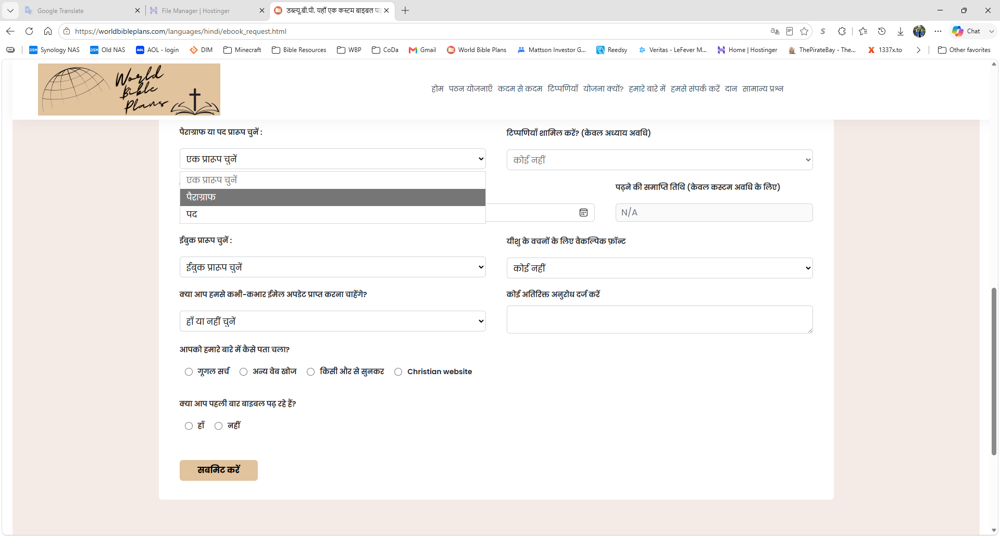 Google Translate
File Manager | Hostinger
डब्ल्यू.बी.पी. यहाँ एक कस्टम बाइबल
https://worldbibleplans.com/languages/hindi/ebook_request.html
Chat
Synology NAS
Old NAS
AOL - login
DIM
Minecraft
Bible Resources
WBP
CoDa
Gmail
World Bible Plans
Mattson Investor G...
Reedsy
Veritas - LeFever M...
Home | Hostinger
ThePirateBay - The...
1337x.to
Other favorites
World
Bible
Plans
होम पठन योजनाएँ कदम से कदम टिप्पणियाँ योजना क्यों? हमारे बारे में हमसे संपर्क करें दान सामान्य प्रश्न
पैराग्राफ या पद प्रारूप चुनें :
टिप्पणियाँ शामिल करें? (केवल अध्याय अवधि)
एक प्रारूप चुनें
कोई नहीं
एक प्रारूप चुनें
पैराग्राफ
पद
पढ़ने की समाप्ति तिथि (केवल कस्टम अवधि के लिए)
N/A
ईबुक प्रारूप चुनें :
यीशु के वचनों के लिए वैकल्पिक फ़ॉन्ट
ईबुक प्रारूप चुनें
कोई नहीं
क्या आप हमसे कभी-कभार ईमेल अपडेट प्राप्त करना चाहेंगे?
कोई अतिरिक्त अनुरोध दर्ज करें
हाँ या नहीं चुनें
आपको हमारे बारे में कैसे पता चला?
गूगल सर्च
अन्य वेब खोज
किसी और से सुनकर
Christian website
क्या आप पहली बार बाइबल पढ़ रहे हैं?
हाँ
नहीं
सबमिट करें